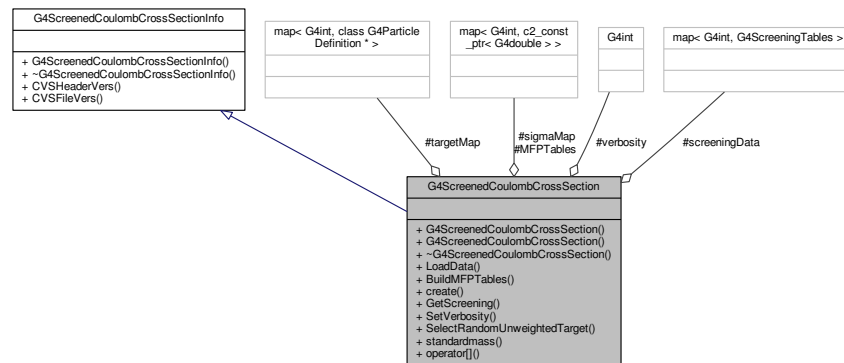 G4ScreenedCoulombCrossSectionInfo
+ G4ScreenedCoulombCrossSectionInfo()
+ ~G4ScreenedCoulombCrossSectionInfo()
+ CVSHeaderVers()
+ CVSFileVers()
map< G4int, class G4Particle
Definition * >
map< G4int, c2_const
_ptr< G4double > >
G4int
map< G4int, G4ScreeningTables >
#targetMap
#sigmaMap
#MFPTables
#verbosity
#screeningData
G4ScreenedCoulombCrossSection
+ G4ScreenedCoulombCrossSection()
+ G4ScreenedCoulombCrossSection()
+ ~G4ScreenedCoulombCrossSection()
+ LoadData()
+ BuildMFPTables()
+ create()
+ GetScreening()
+ SetVerbosity()
+ SelectRandomUnweightedTarget()
+ standardmass()
+ operator[]()